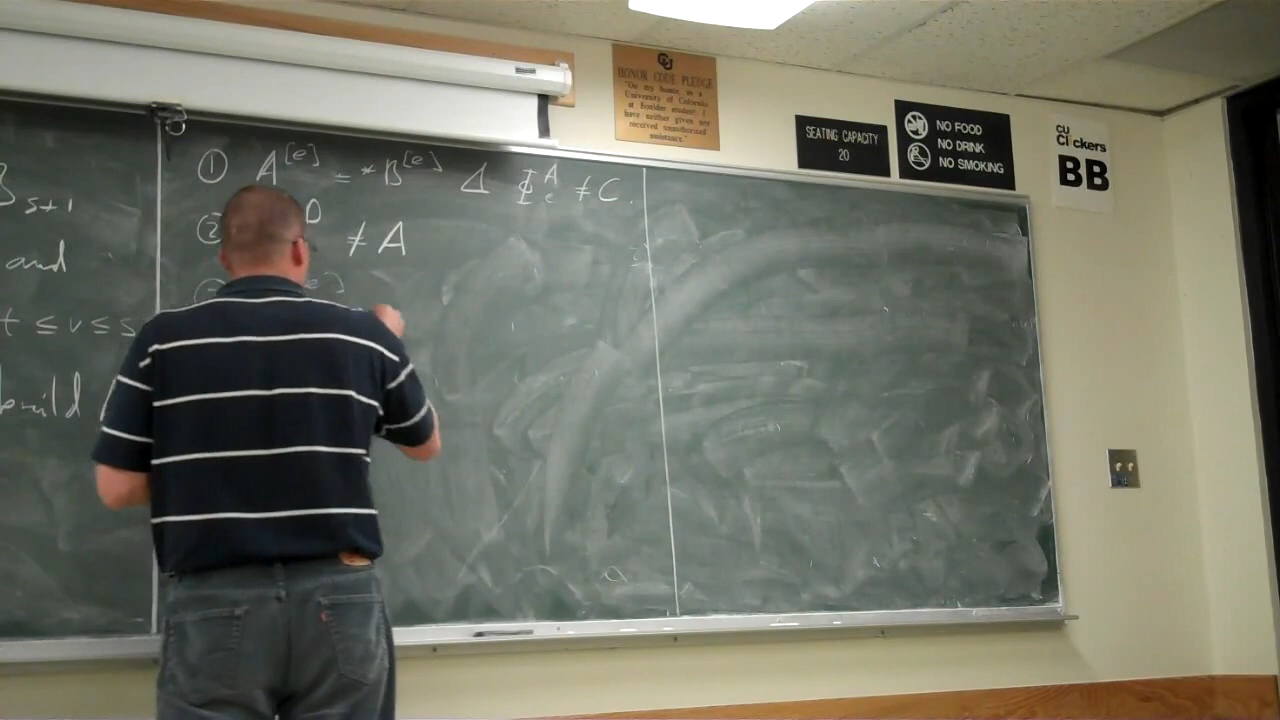 B_{s+1}
and
t ≤ v ≤ s
build
① A^{[e]} =* B^{[e]} Δ Φ_e^A ≠ C.
② D ≠ A
e]
HONOR CODE PLEDGE
"On my honor, as a
University of Colorado
at Boulder student I
have neither given nor
received unauthorized
assistance."
SEATING CAPACITY
20
NO FOOD
NO DRINK
NO SMOKING
CU
Clickers
BB